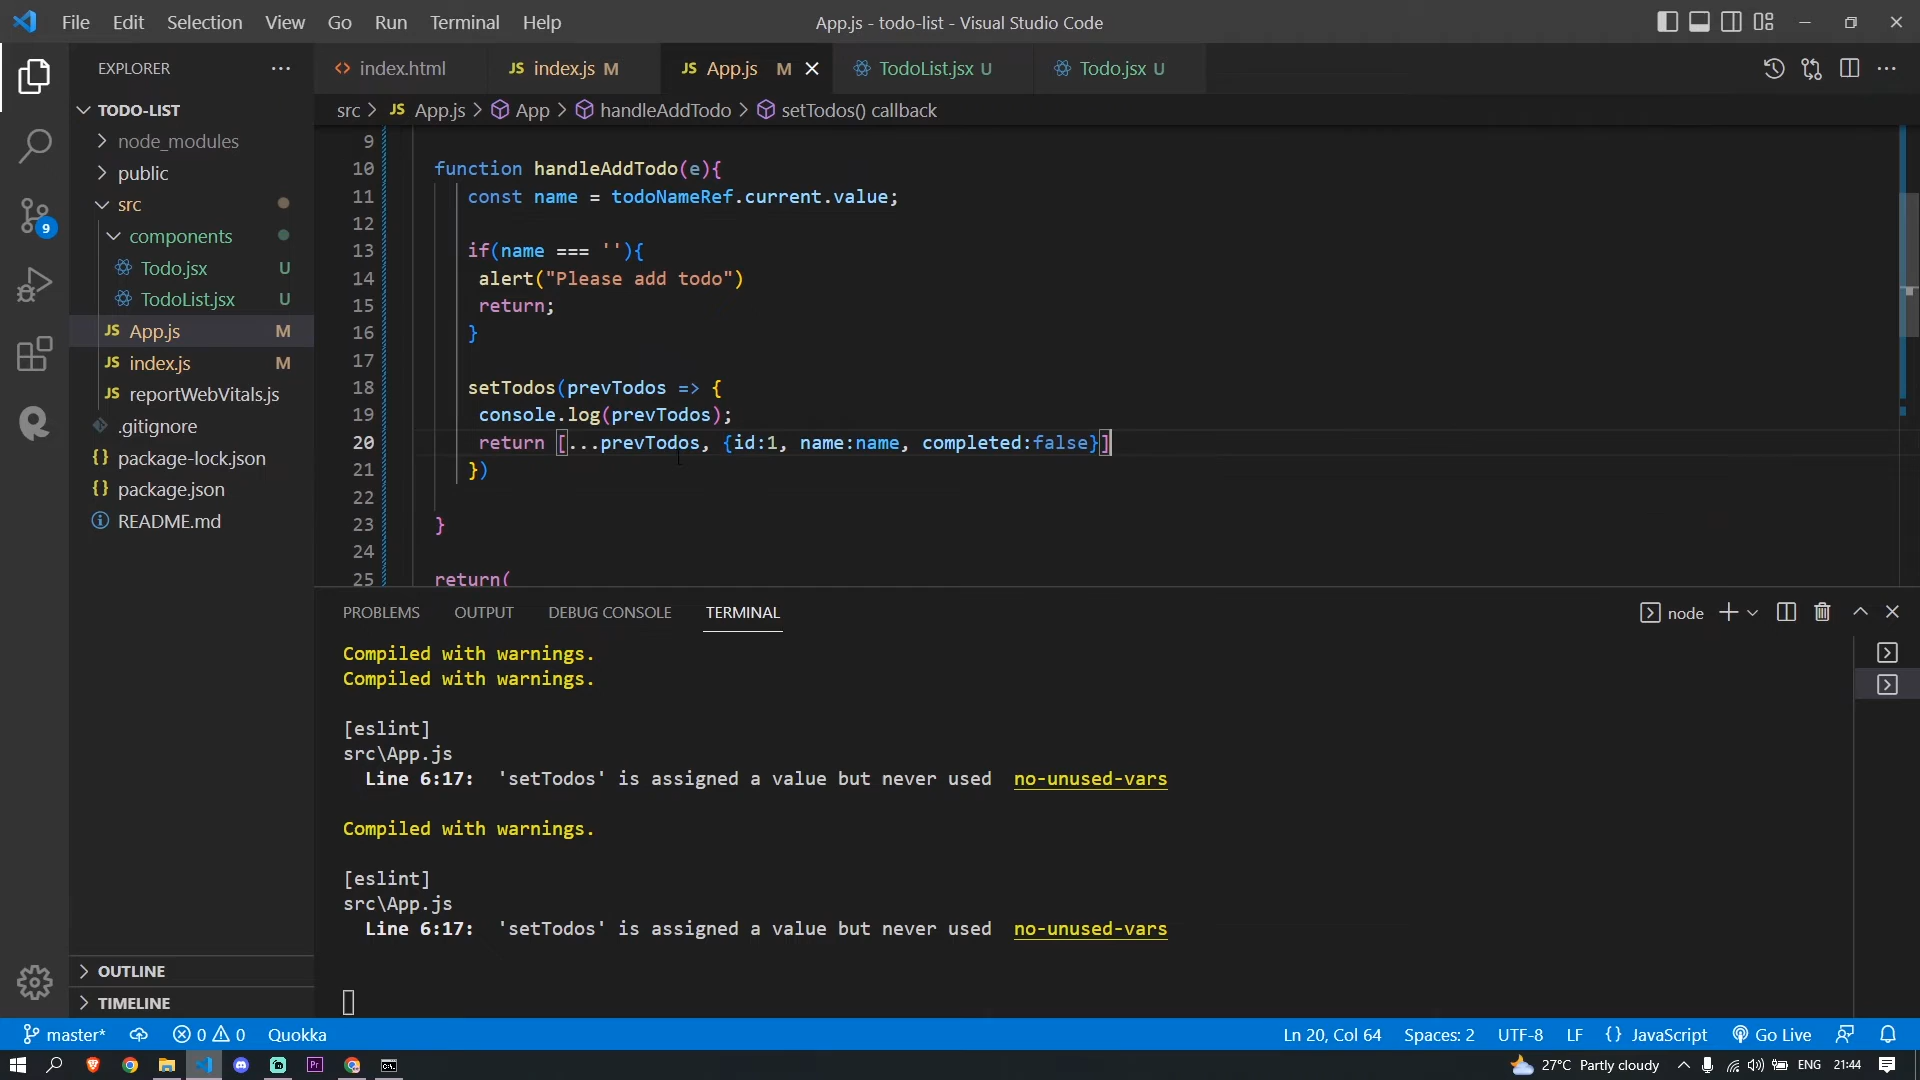 File Edit Selection View Go Run Terminal Help
App.js - todo-list - Visual Studio Code
EXPLORER
index.html
JS index.js M
JS App.js M
TodoList.jsx U
Todo.jsx U
src > JS App.js > App > handleAddTodo > setTodos() callback
TODO-LIST
node_modules
public
src
components
Todo.jsx U
TodoList.jsx U
JS App.js M
JS index.js M
JS reportWebVitals.js
.gitignore
{} package-lock.json
{} package.json
README.md
9
OUTLINE
TIMELINE
9
10 function handleAddTodo(e){
11 const name = todoNameRef.current.value;
12
13 if(name === ''){
14 alert("Please add todo")
15 return;
16 }
17
18 setTodos(prevTodos => {
19 console.log(prevTodos);
20 return [...prevTodos, {id:1, name:name, completed:false}]
21 })
22
23 }
24
25 return(
PROBLEMS OUTPUT DEBUG CONSOLE TERMINAL
node
Compiled with warnings.
Compiled with warnings.
[eslint]
src\App.js
Line 6:17: 'setTodos' is assigned a value but never used no-unused-vars
Compiled with warnings.
[eslint]
src\App.js
Line 6:17: 'setTodos' is assigned a value but never used no-unused-vars
master* 0 0 Quokka
Ln 20, Col 64 Spaces: 2 UTF-8 LF {} JavaScript Go Live
Pr
27°C Partly cloudy ENG 21:44